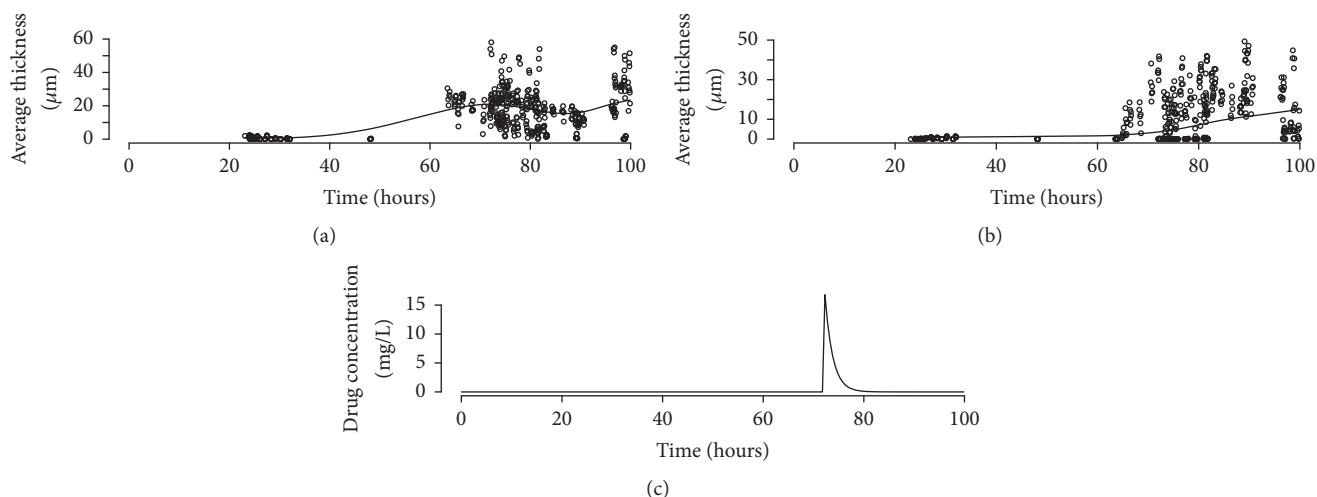 Average thickness
(μm)
60
40
20
0
0 20 40 60 80 100
Time (hours)
(a)
Average thickness
(μm)
50
30
10
0
0 20 40 60 80 100
Time (hours)
(b)
Drug concentration
(mg/L)
15
10
5
0
0 20 40 60 80 100
Time (hours)
(c)